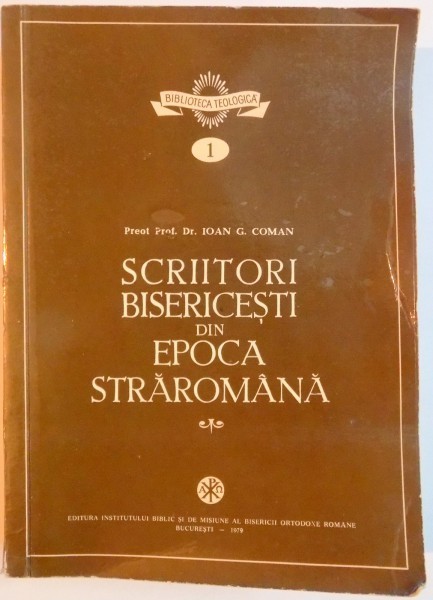 BIBLIOTECA TEOLOGICĂ
1
Preot Prof. Dr. IOAN G. COMAN
SCRIITORI
BISERICEȘTI
DIN
EPOCA
STRĂROMÂNĂ
A P Ω
EDITURA INSTITUTULUI BIBLIC ȘI DE MISIUNE AL BISERICII ORTODOXE ROMANE
BUCUREȘTI — 1979